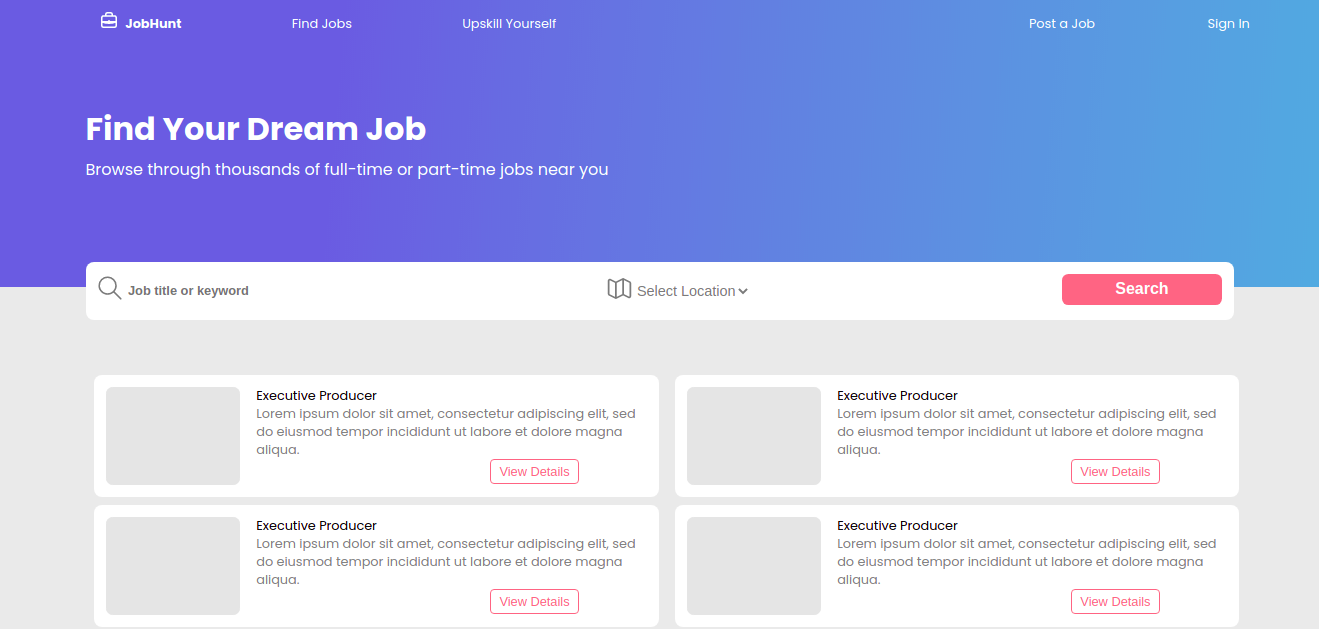 JobHunt Find Jobs Upskill Yourself Post a Job Sign In
Find Your Dream Job
Browse through thousands of full-time or part-time jobs near you
Job title or keyword Select Location Search
Executive Producer
Lorem ipsum dolor sit amet, consectetur adipiscing elit, sed
do eiusmod tempor incididunt ut labore et dolore magna
aliqua.
View Details
Executive Producer
Lorem ipsum dolor sit amet, consectetur adipiscing elit, sed
do eiusmod tempor incididunt ut labore et dolore magna
aliqua.
View Details
Executive Producer
Lorem ipsum dolor sit amet, consectetur adipiscing elit, sed
do eiusmod tempor incididunt ut labore et dolore magna
aliqua.
View Details
Executive Producer
Lorem ipsum dolor sit amet, consectetur adipiscing elit, sed
do eiusmod tempor incididunt ut labore et dolore magna
aliqua.
View Details